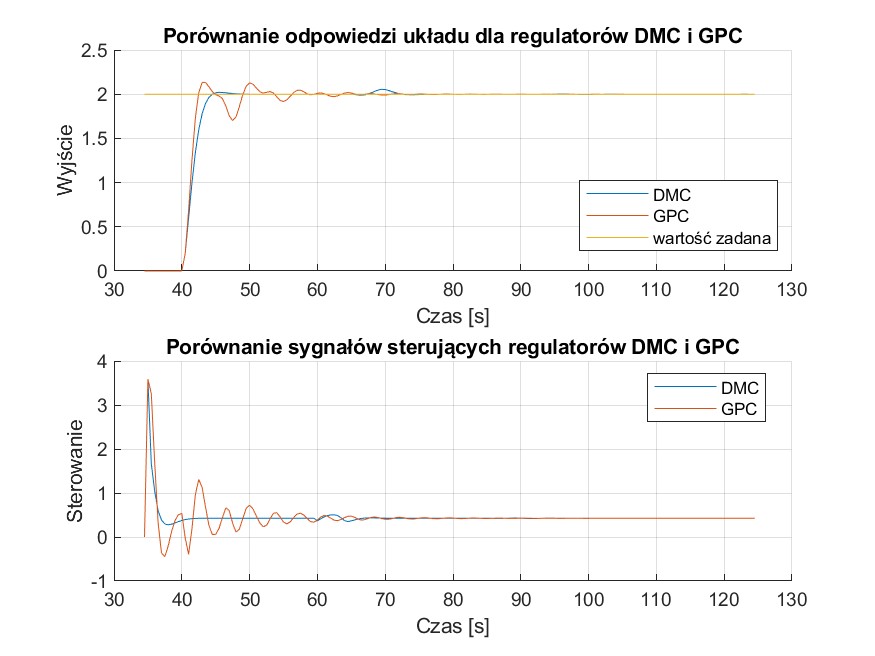 Porównanie odpowiedzi układu dla regulatorów DMC i GPC
2.5
2
1.5
1
0.5
0
Wyjście
DMC
GPC
wartość zadana
30 40 50 60 70 80 90 100 110 120 130
Czas [s]
Porównanie sygnałów sterujących regulatorów DMC i GPC
4
3
2
1
0
-1
Sterowanie
DMC
GPC
30 40 50 60 70 80 90 100 110 120 130
Czas [s]